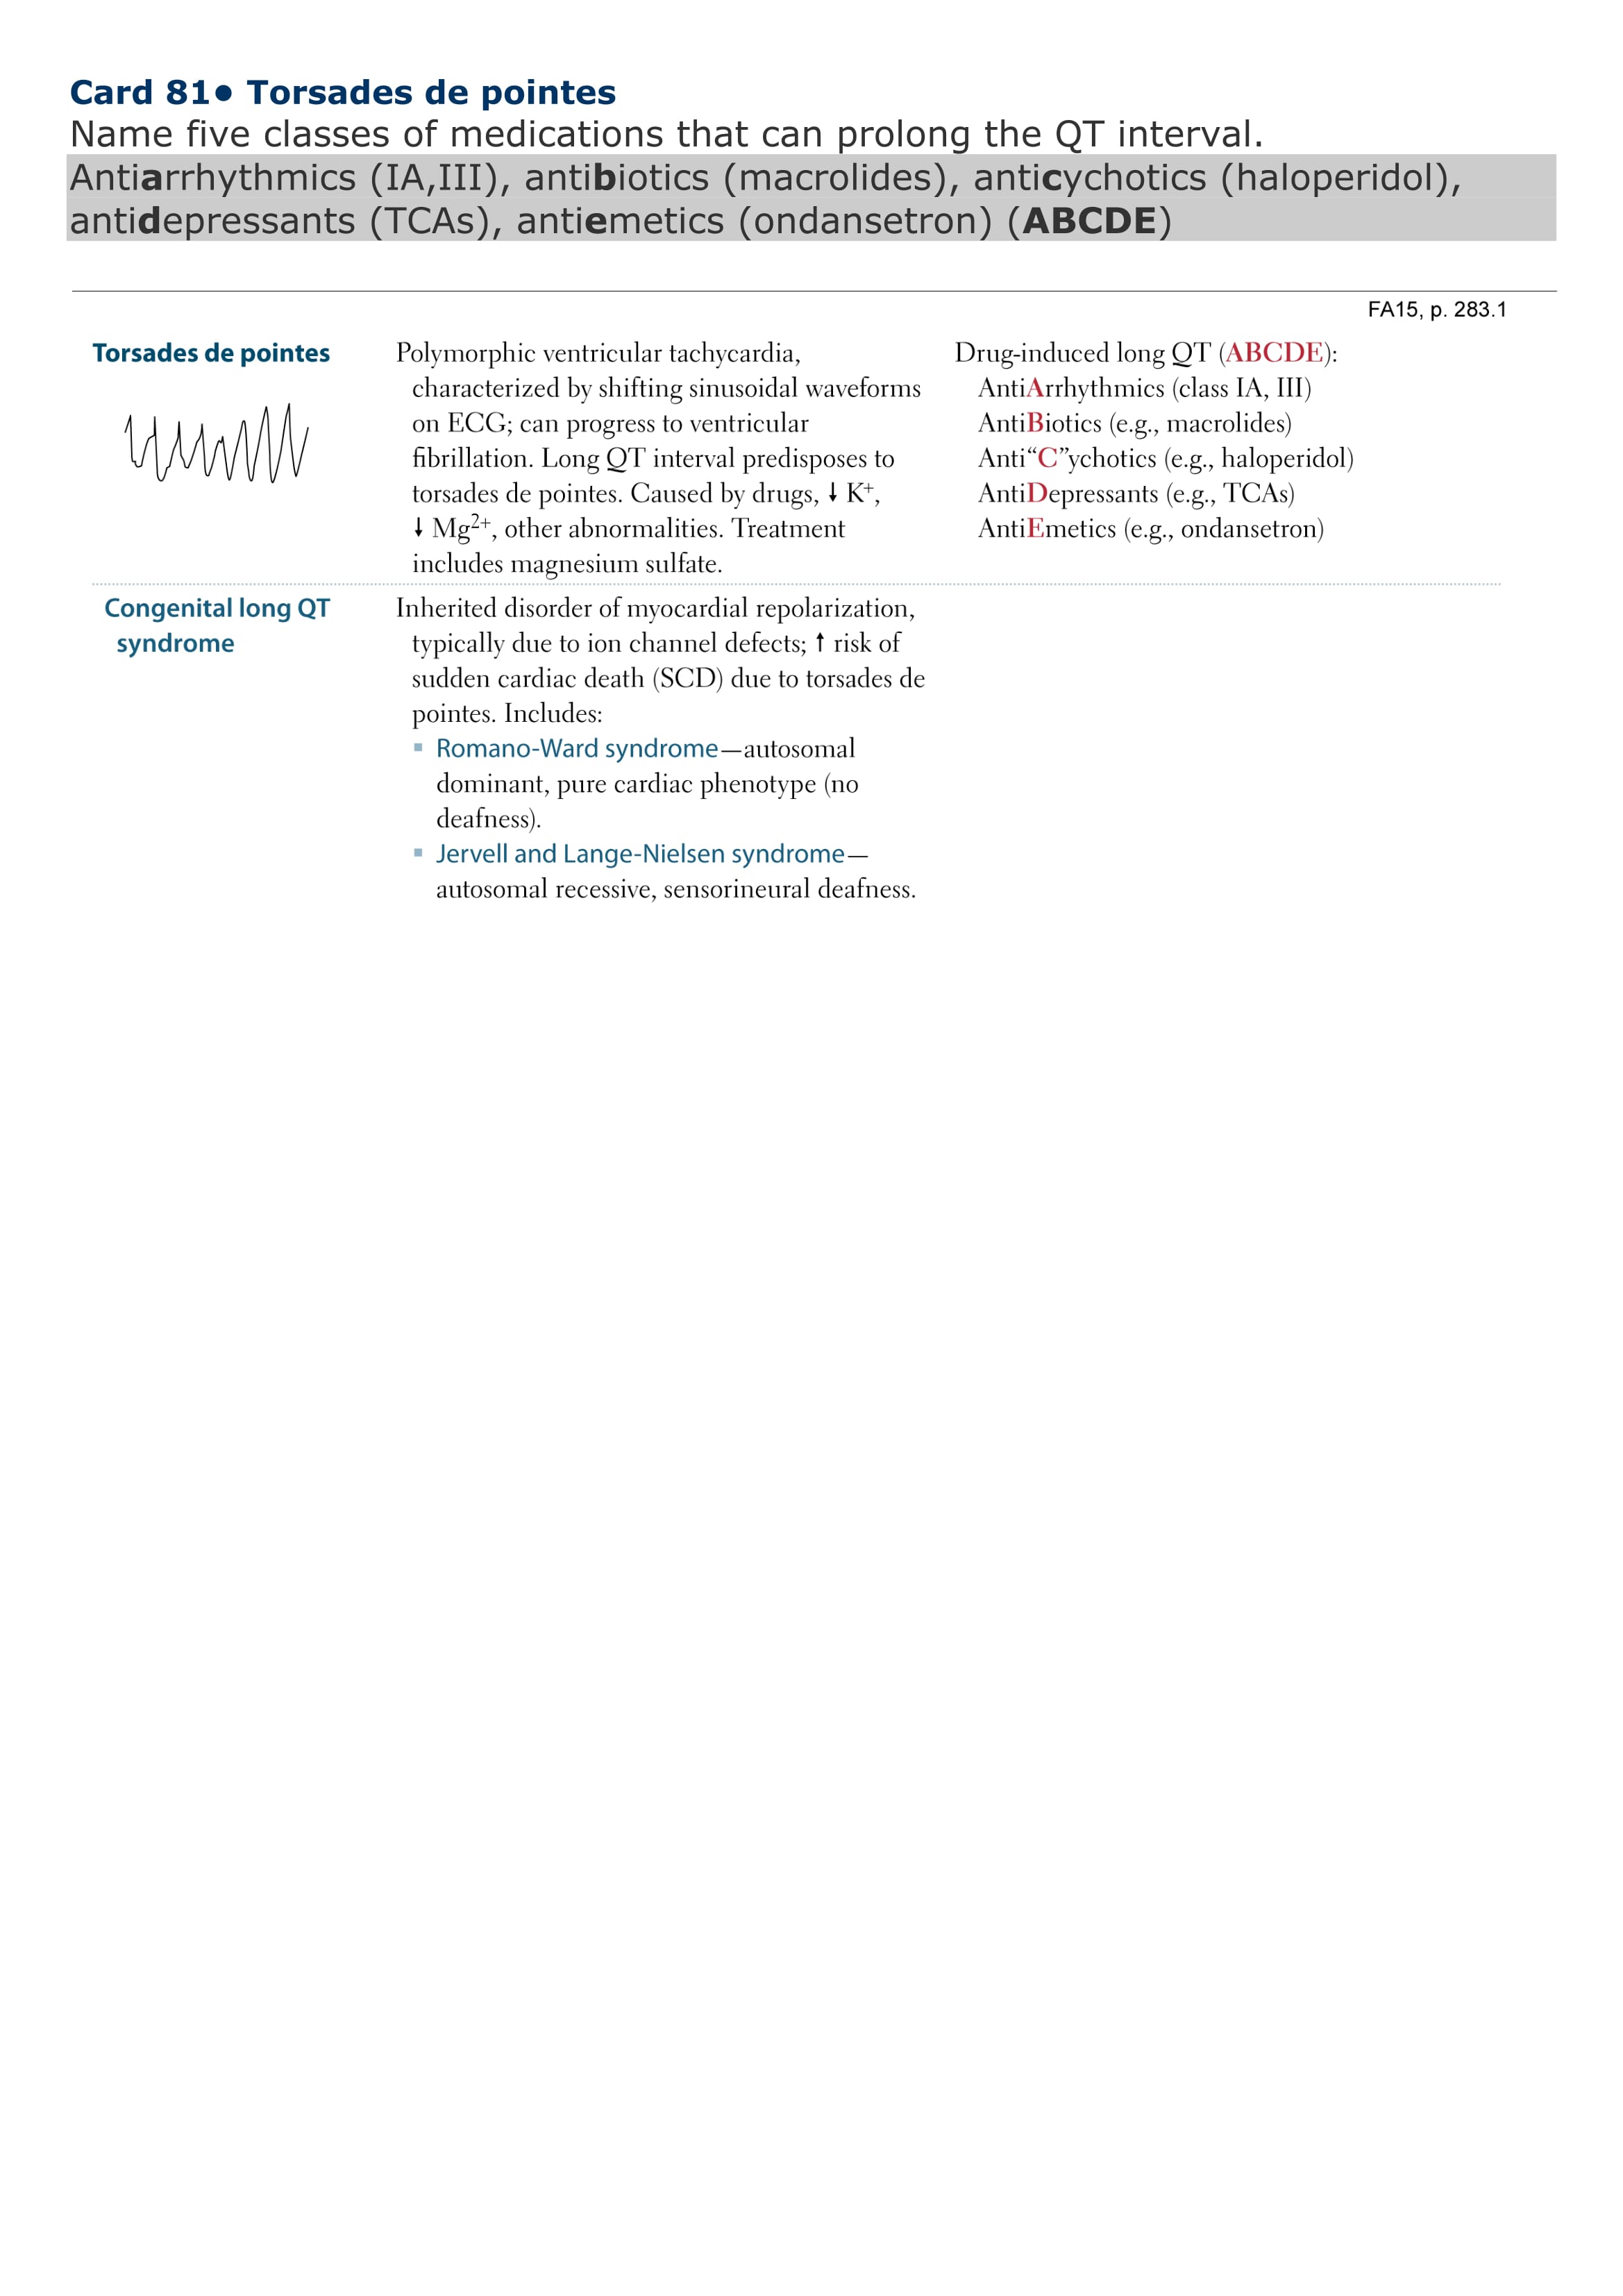 Card 81● Torsades de pointes
Name five classes of medications that can prolong the QT interval.
Antiarrhythmics (IA,III), antibiotics (macrolides), anticychotics (haloperidol),
antidepressants (TCAs), antiemetics (ondansetron) (ABCDE)
FA15, p. 283.1
Torsades de pointes
Polymorphic ventricular tachycardia,
characterized by shifting sinusoidal waveforms
on ECG; can progress to ventricular
fibrillation. Long QT interval predisposes to
torsades de pointes. Caused by drugs, ↓ K⁺,
↓ Mg²⁺, other abnormalities. Treatment
includes magnesium sulfate.
Drug-induced long QT (ABCDE):
AntiArrhythmics (class IA, III)
AntiBiotics (e.g., macrolides)
Anti“C”ychotics (e.g., haloperidol)
AntiDepressants (e.g., TCAs)
AntiEmetics (e.g., ondansetron)
Congenital long QT
syndrome
Inherited disorder of myocardial repolarization,
typically due to ion channel defects; ↑ risk of
sudden cardiac death (SCD) due to torsades de
pointes. Includes:
▪ Romano-Ward syndrome—autosomal
dominant, pure cardiac phenotype (no
deafness).
▪ Jervell and Lange-Nielsen syndrome—
autosomal recessive, sensorineural deafness.